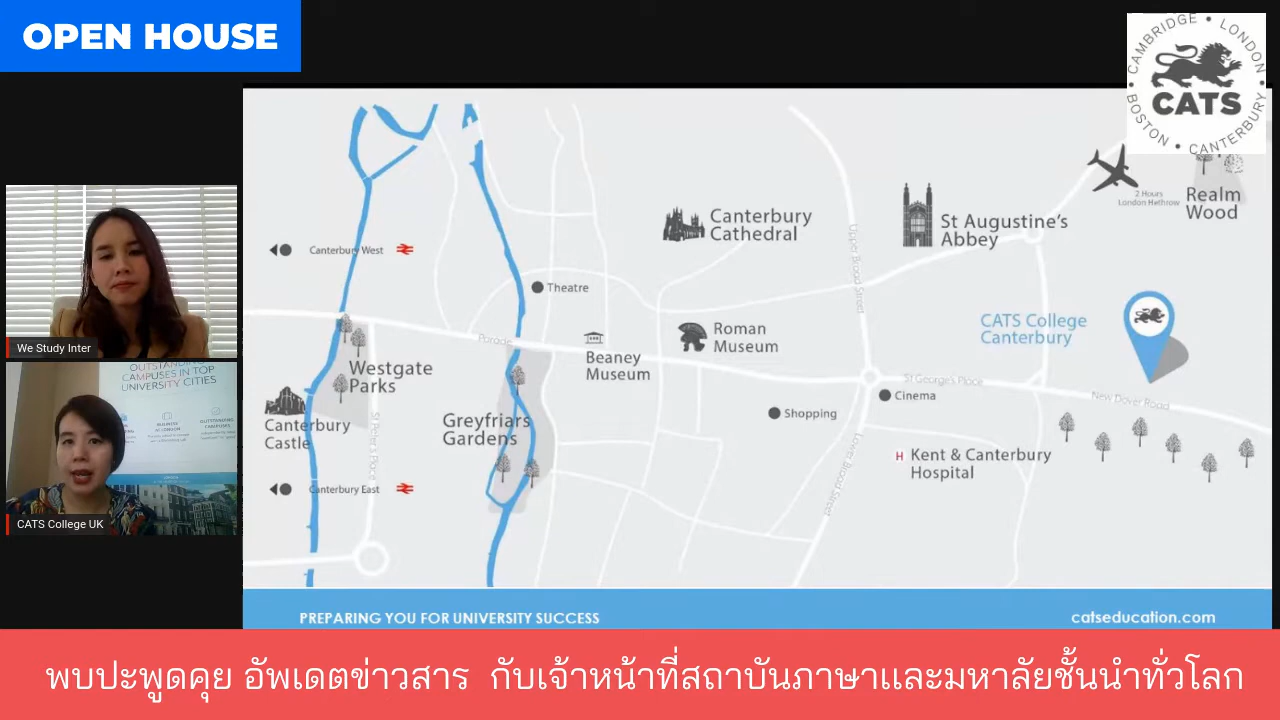 OPEN HOUSE
CAMBRIDGE • LONDON • CANTERBURY • BOSTON •
CATS
2 Hours
London Hethrow
Realm
Wood
Canterbury
Cathedral
St Augustine's
Abbey
Upper Broad Street
Canterbury West
Theatre
Parade
Beaney
Museum
Roman
Museum
CATS College
Canterbury
Westgate
Parks
St George's Place
Cinema
New Dover Road
Shopping
Canterbury
Castle
St Peter's Place
Greyfriars
Gardens
Lower Broad Street
H Kent & Canterbury
Hospital
Canterbury East
We Study Inter
OUTSTANDING
CAMPUSES IN TOP
UNIVERSITY CITIES
CATS College UK
PREPARING YOU FOR UNIVERSITY SUCCESS
catseducation.com
พบปะพูดคุย อัพเดตข่าวสาร กับเจ้าหน้าที่สถาบันภาษาและมหาลัยชั้นนำทั่วโลก